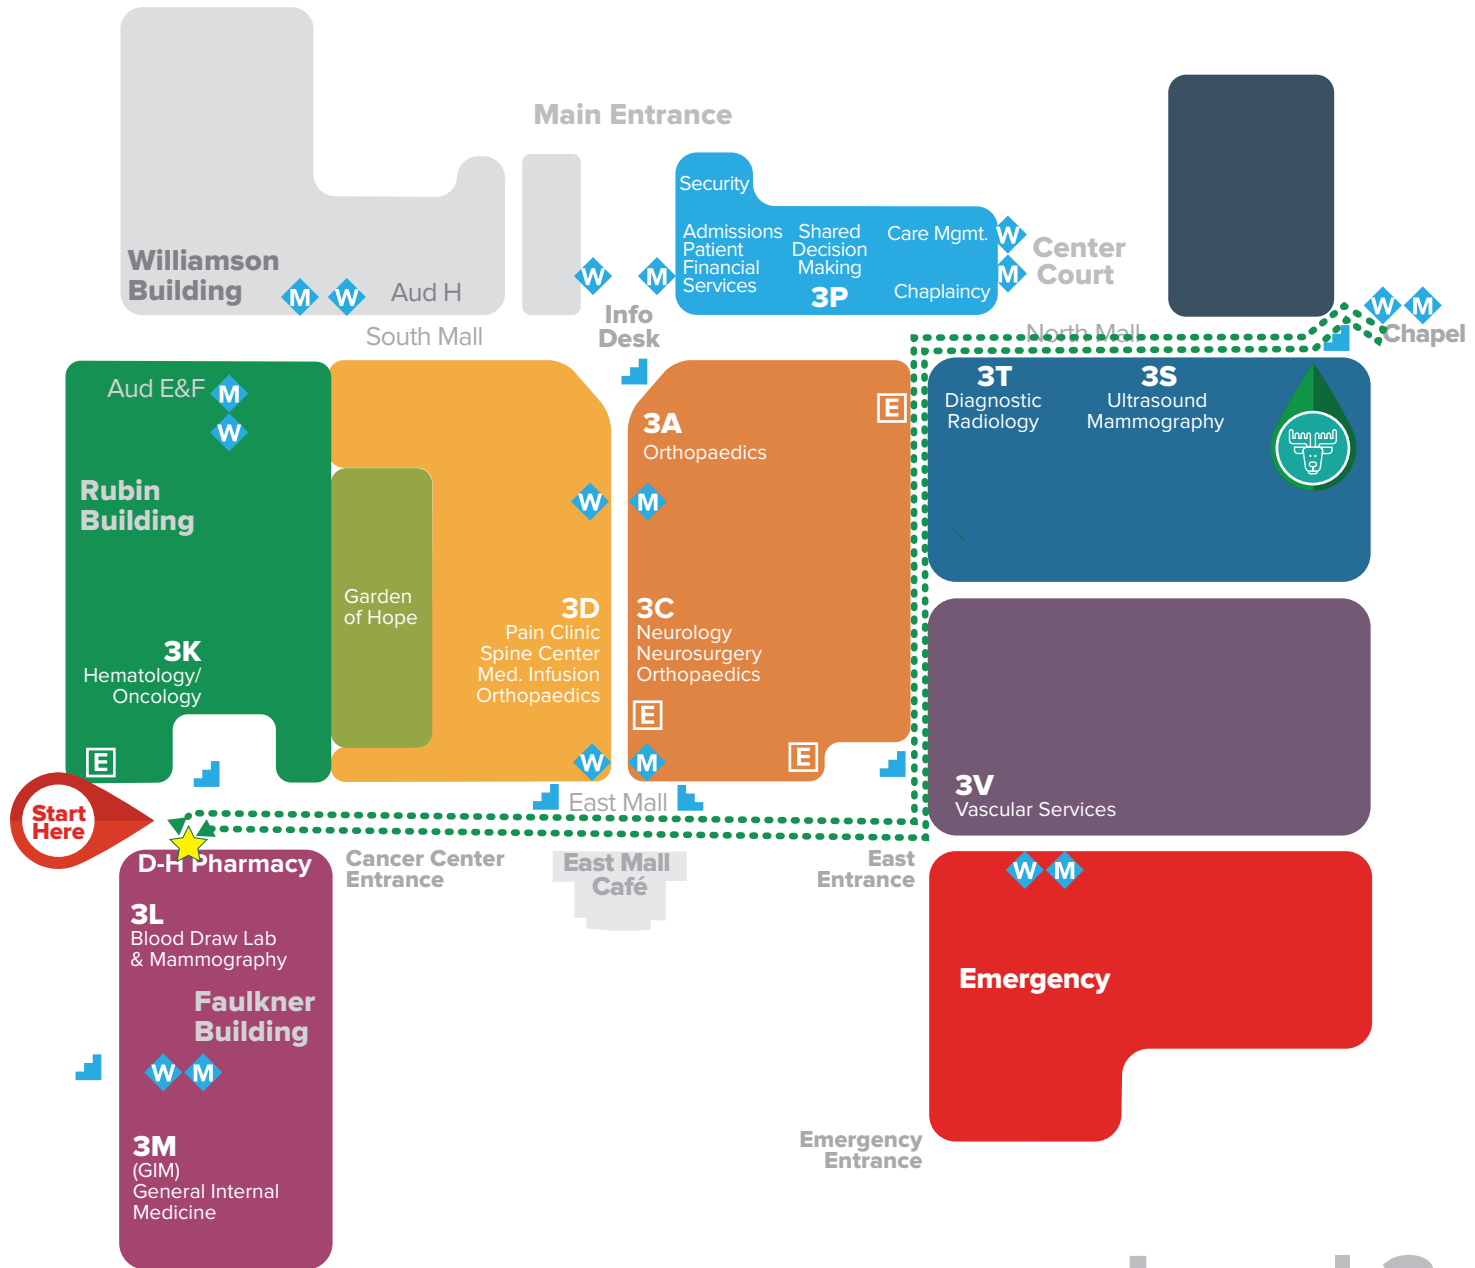 Main Entrance
Security
Admissions
Patient
Financial
Services
Shared
Decision
Making
3P
Care Mgmt.
Chaplaincy
W
M
Center
Court
Williamson
Building
M
W
Aud H
W
M
Info
Desk
South Mall
North Mall
W
M
Chapel
Aud E&F
M
W
Rubin
Building
3K
Hematology/
Oncology
E
Garden
of Hope
W
M
3D
Pain Clinic
Spine Center
Med. Infusion
Orthopaedics
W
M
3A
Orthopaedics
E
3C
Neurology
Neurosurgery
Orthopaedics
E
E
3T
Diagnostic
Radiology
3S
Ultrasound
Mammography
3V
Vascular Services
Start
Here
East Mall
D-H Pharmacy
Cancer Center
Entrance
East Mall
Café
East
Entrance
W
M
Emergency
3L
Blood Draw Lab
& Mammography
Faulkner
Building
W
M
3M
(GIM)
General Internal
Medicine
Emergency
Entrance